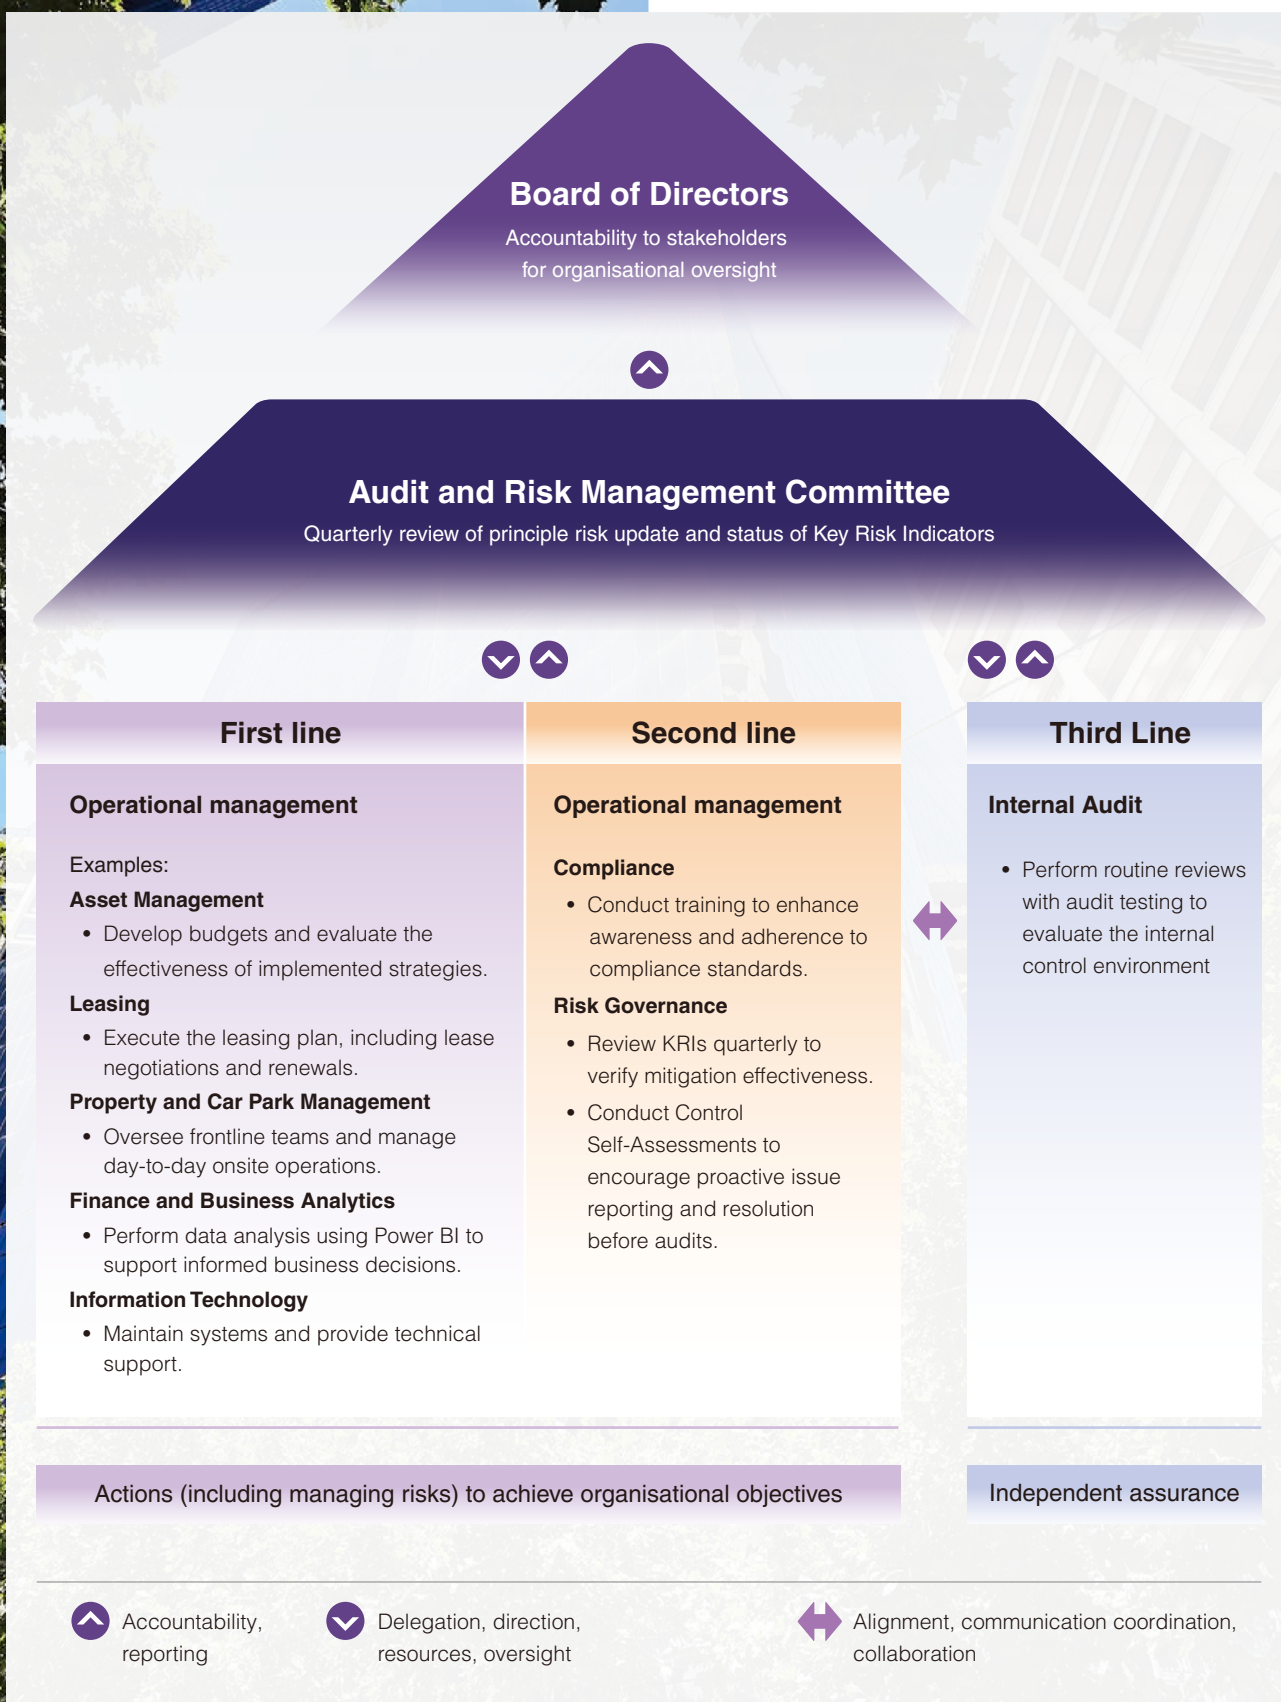 Board of Directors
Accountability to stakeholders
for organisational oversight
Audit and Risk Management Committee
Quarterly review of principle risk update and status of Key Risk Indicators
First line
Operational management
Examples:
Asset Management
• Develop budgets and evaluate the
effectiveness of implemented strategies.
Leasing
• Execute the leasing plan, including lease
negotiations and renewals.
Property and Car Park Management
• Oversee frontline teams and manage
day-to-day onsite operations.
Finance and Business Analytics
• Perform data analysis using Power BI to
support informed business decisions.
Information Technology
• Maintain systems and provide technical
support.
Second line
Operational management
Compliance
• Conduct training to enhance
awareness and adherence to
compliance standards.
Risk Governance
• Review KRIs quarterly to
verify mitigation effectiveness.
• Conduct Control
Self-Assessments to
encourage proactive issue
reporting and resolution
before audits.
Third Line
Internal Audit
• Perform routine reviews
with audit testing to
evaluate the internal
control environment
Actions (including managing risks) to achieve organisational objectives
Independent assurance
Accountability,
reporting
Delegation, direction,
resources, oversight
Alignment, communication coordination,
collaboration